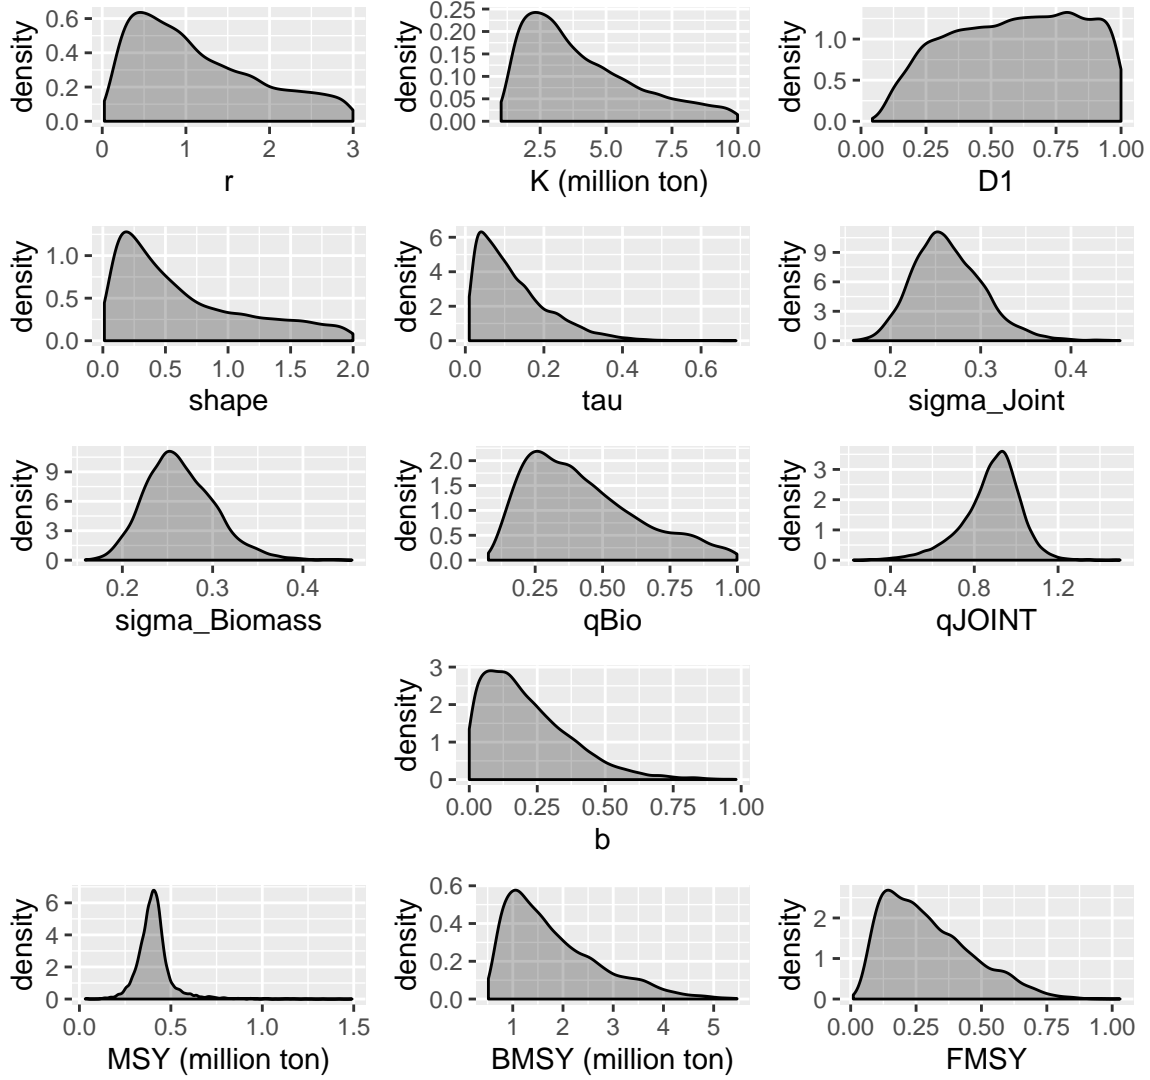 density
0.6
0.4
0.2
0.0
0 1 2 3
r
density
0.25
0.20
0.15
0.10
0.05
0.00
2.5 5.0 7.5 10.0
K (million ton)
density
1.0
0.5
0.0
0.00 0.25 0.50 0.75 1.00
D1
density
1.0
0.5
0.0
0.0 0.5 1.0 1.5 2.0
shape
density
6
4
2
0
0.0 0.2 0.4 0.6
tau
density
9
6
3
0
0.2 0.3 0.4
sigma_Joint
density
9
6
3
0
0.2 0.3 0.4
sigma_Biomass
density
2.0
1.5
1.0
0.5
0.0
0.25 0.50 0.75 1.00
qBio
density
3
2
1
0
0.4 0.8 1.2
qJOINT
density
3
2
1
0
0.00 0.25 0.50 0.75 1.00
b
density
6
4
2
0
0.0 0.5 1.0 1.5
MSY (million ton)
density
0.6
0.4
0.2
0.0
1 2 3 4 5
BMSY (million ton)
density
2
1
0
0.00 0.25 0.50 0.75 1.00
FMSY